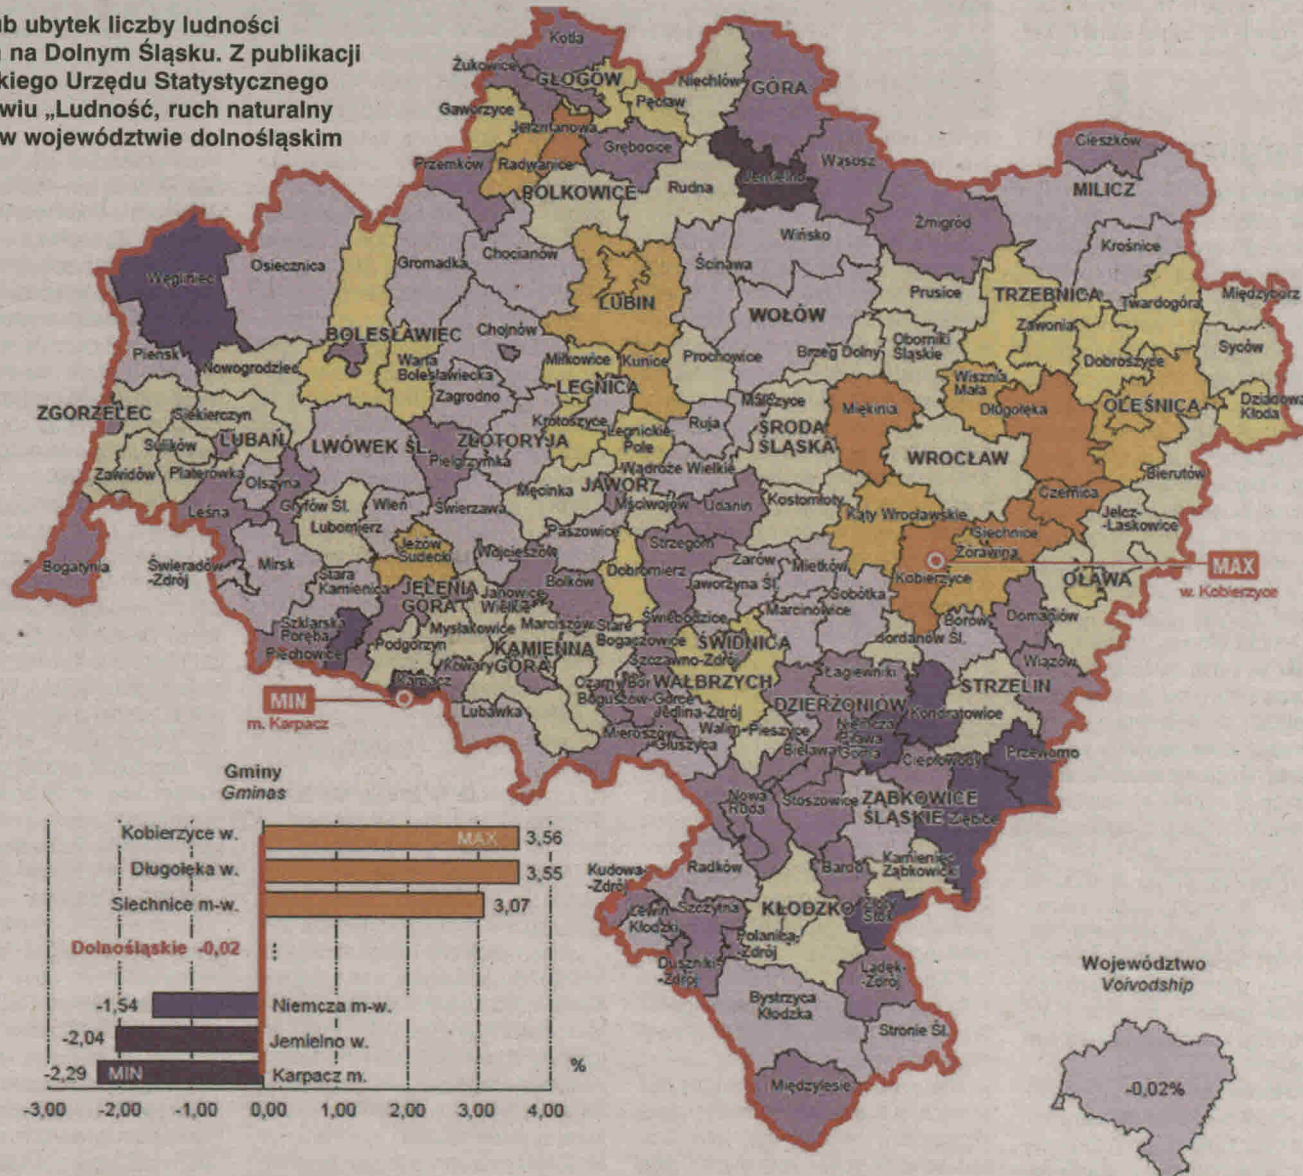 ub ubytek liczby ludności
na Dolnym Śląsku. Z publikacji
kiego Urzędu Statystycznego
wiu „Ludność, ruch naturalny
w województwie dolnośląskim
Kotla
Żukowice
GŁOGÓW
Niechlów
GÓRA
Pęcław
Gaworzyce
Jerzmanowa
Grębocice
Przemków
Radwanice
Jemielno
Wąsosz
Cieszków
POLKOWICE
Rudna
MILICZ
Żmigród
Wińsko
Krośnice
Węgliniec
Osiecznica
Gromadka
Chocianów
Ścinawa
Prusice
TRZEBNICA
Twardogóra
Międzybórz
LUBIN
WOŁÓW
Zawonia
BOLESŁAWIEC
Chojnów
Oborniki
Śląskie
Syców
Pieńsk
Nowogrodziec
Warta
Bolesławiecka
Miłkowice
Kunice
Prochowice
Brzeg Dolny
Dobroszyce
Zagrodno
LEGNICA
Wisznia
Mała
Długołęka
OLEŚNICA
Dziadowa
Kłoda
ZGORZELEC
Siekierczyn
Malczyce
Miękinia
Sulików
LUBAŃ
LWÓWEK ŚL.
ZŁOTORYJA
Krotoszyce
Legnickie
Pole
Ruja
ŚRODA
ŚLĄSKA
WROCŁAW
Zawidów
Platerówka
Pielgrzymka
Wądroże Wielkie
Bierutów
Olszyna
Męcinka
JAWOR
Czernica
Leśna
Gryfów Śl.
Wleń
Świerzawa
Mściwojów
Udanin
Kostomłoty
Kąty Wrocławskie
Jelcz-
-Laskowice
Lubomierz
Paszowice
Siechnice
Jeżów
Sudecki
Wojcieszów
Strzegom
Żórawina
Bogatynia
Świeradów
-Zdrój
Mirsk
Bolków
Dobromierz
Żarów
Mietków
Kobierzyce
OŁAWA
MAX
w. Kobierzyce
Stara
Kamienica
JELENIA
GÓRA
Janowice
Wielkie
Jaworzyna Śl.
Sobótka
Szklarska
Poręba
Marciszów
Stare
Bogaczowice
Świebodzice
Marcinowice
Borów
Domaniów
Mysłakowice
ŚWIDNICA
Jordanów Śl.
Piechowice
Podgórzyn
KAMIENNA
GÓRA
Szczawno-Zdrój
Wiązów
Kowary
Łagiewniki
STRZELIN
Karpacz
Czarny Bór
WAŁBRZYCH
Boguszów-Gorce
DZIERŻONIÓW
MIN
m. Karpacz
Jedlina-Zdrój
Kondratowice
Lubawka
Walim
Pieszyce
Niemcza
Piława
Górna
Mieroszów
Głuszyca
Bielawa
Ciepłowody
Przeworno
Nowa
Ruda
Stoszowice
ZĄBKOWICE
ŚLĄSKIE
Ziębice
Radków
Bardo
Kamieniec
Ząbkowicki
Kudowa
-Zdrój
Lewin
Kłodzki
Szczytna
KŁODZKO
Złoty
Stok
Polanica
-Zdrój
Duszniki
-Zdrój
Lądek-
-Zdrój
Bystrzyca
Kłodzka
Stronie Śl.
Międzylesie
Gminy
Gminas
Kobierzyce w.
MAX
3,56
Długołęka w.
3,55
Siechnice m-w.
3,07
Dolnośląskie -0,02
-1,54
Niemcza m-w.
-2,04
Jemielno w.
-2,29
MIN
Karpacz m.
%
-3,00 -2,00 -1,00 0,00 1,00 2,00 3,00 4,00
Województwo
Voivodship
-0,02%